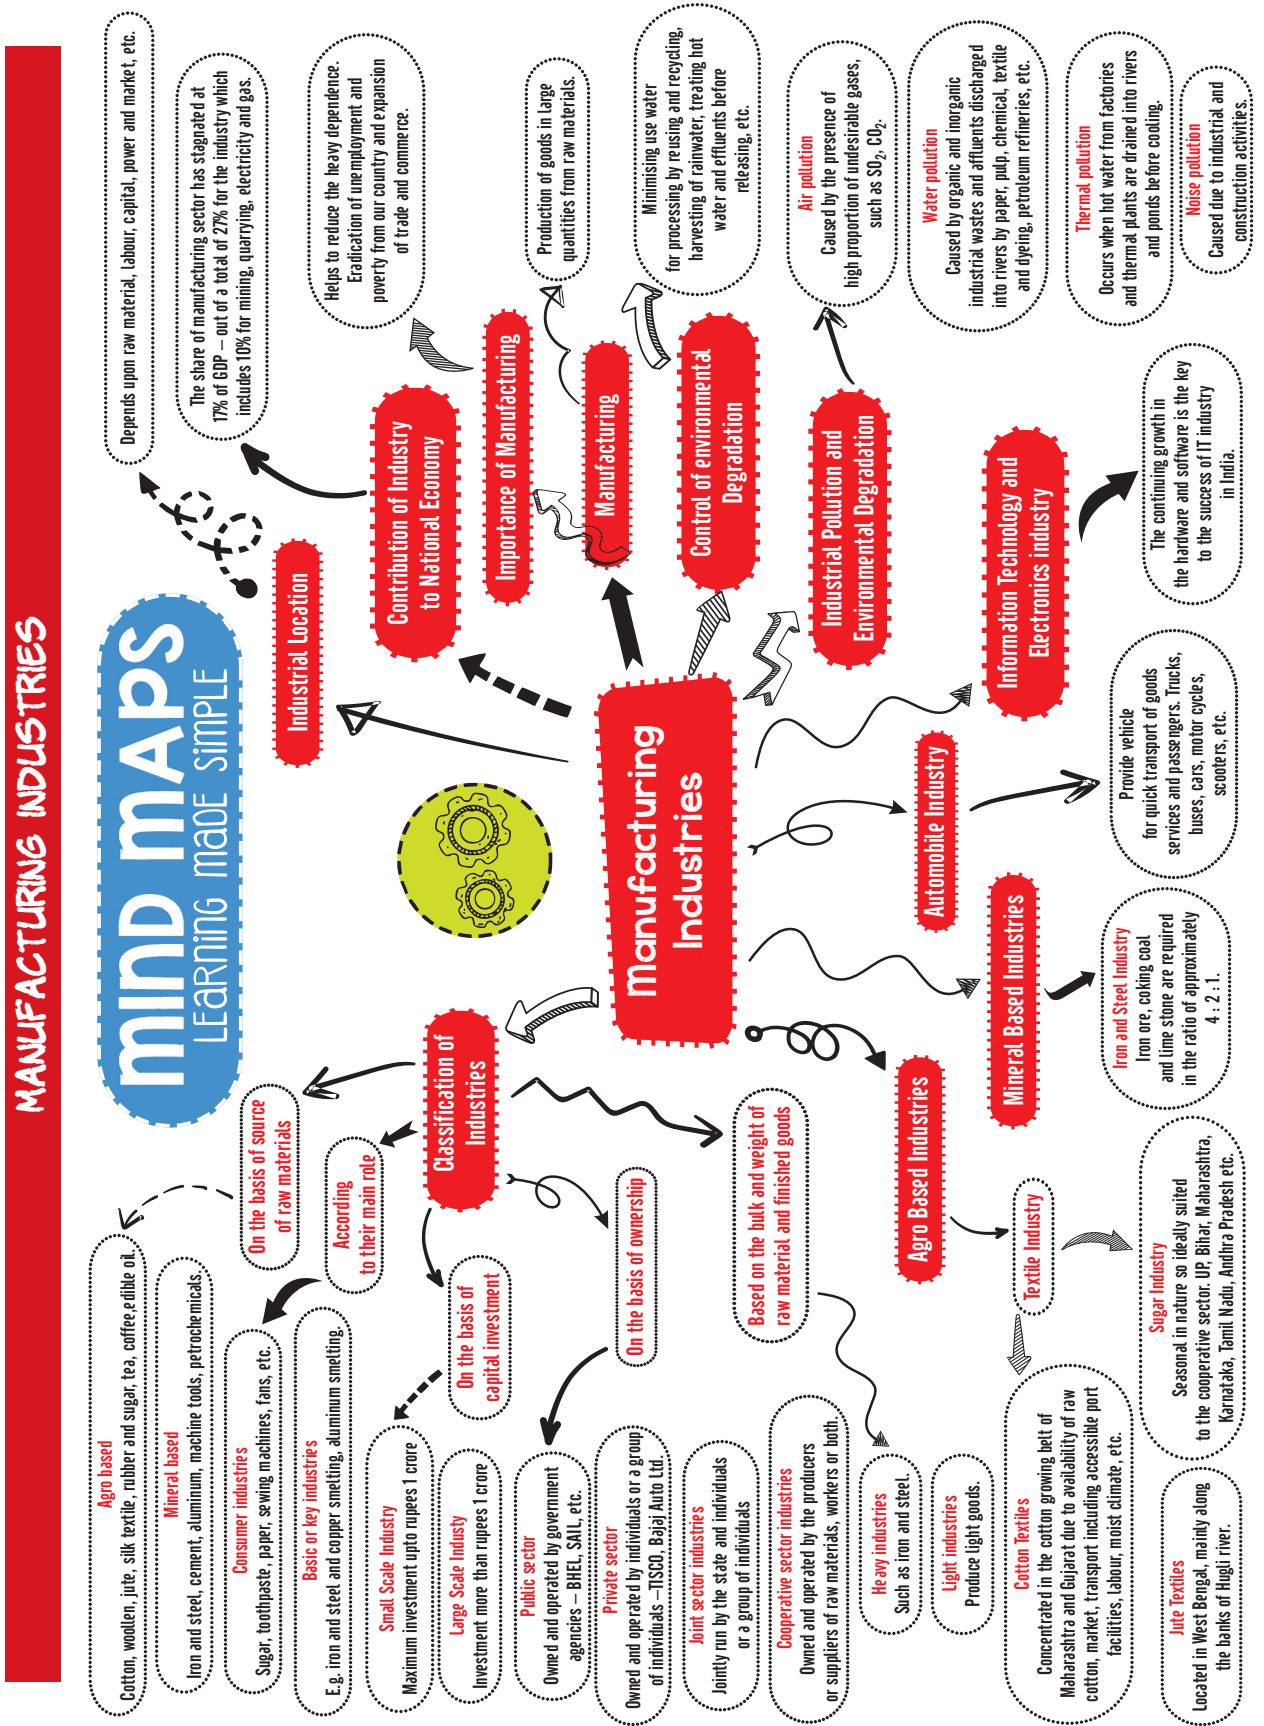 MANUFACTURING INDUSTRIES
MIND MAPS
LEARNING MADE SIMPLE
Manufacturing
Industries
Industrial Location
Depends upon raw material, labour, capital, power and market, etc.
Contribution of Industry
to National Economy
The share of manufacturing sector has stagnated at
17% of GDP – out of a total of 27% for the industry which
includes 10% for mining, quarrying, electricity and gas.
Importance of Manufacturing
Helps to reduce the heavy dependence.
Eradication of unemployment and
poverty from our country and expansion
of trade and commerce.
Manufacturing
Production of goods in large
quantities from raw materials.
Control of environmental
Degradation
Minimising use water
for processing by reusing and recycling,
harvesting of rainwater, treating hot
water and effluents before
releasing, etc.
Industrial Pollution and
Environmental Degradation
Air pollution
Caused by the presence of
high proportion of undesirable gases,
such as SO2, CO2.
Water pollution
Caused by organic and inorganic
industrial wastes and affluents discharged
into rivers by paper, pulp, chemical, textile
and dyeing, petroleum refineries, etc.
Thermal pollution
Occurs when hot water from factories
and thermal plants are drained into rivers
and ponds before cooling.
Noise pollution
Caused due to industrial and
construction activities.
Information Technology and
Electronics industry
The continuing growth in
the hardware and software is the key
to the success of IT industry
in India.
Automobile Industry
Provide vehicle
for quick transport of goods
services and passengers. Trucks,
buses, cars, motor cycles,
scooters, etc.
Mineral Based Industries
Iron and Steel Industry
Iron ore, coking coal
and lime stone are required
in the ratio of approximately
4 : 2 : 1.
Agro Based Industries
Textile Industry
Sugar Industry
Seasonal in nature so ideally suited
to the cooperative sector. UP, Bihar, Maharashtra,
Karnataka, Tamil Nadu, Andhra Pradesh etc.
Cotton Textiles
Concentrated in the cotton growing belt of
Maharashtra and Gujarat due to availability of raw
cotton, market, transport including accessible port
facilities, labour, moist climate, etc.
Jute Textiles
Located in West Bengal, mainly along
the banks of Hugli river.
Classification of
Industries
On the basis of source
of raw materials
Agro based
Cotton, woollen, jute, silk textile, rubber and sugar, tea, coffee,edible oil.
Mineral based
Iron and steel, cement, aluminum, machine tools, petrochemicals.
According
to their main role
Consumer industries
Sugar, toothpaste, paper, sewing machines, fans, etc.
Basic or key industries
E.g. iron and steel and copper smelting, aluminum smelting.
On the basis of
capital investment
Small Scale Industry
Maximum investment upto rupees 1 crore
Large Scale Industy
Investment more than rupees 1 crore
On the basis of ownership
Public sector
Owned and operated by government
agencies – BHEL, SAIL, etc.
Private sector
Owned and operated by individuals or a group
of individuals –TISCO, Bajaj Auto Ltd.
Joint sector industries
Jointly run by the state and individuals
or a group of individuals
Cooperative sector industries
Owned and operated by the producers
or suppliers of raw materials, workers or both.
Based on the bulk and weight of
raw material and finished goods
Heavy industries
Such as iron and steel.
Light industries
Produce light goods.